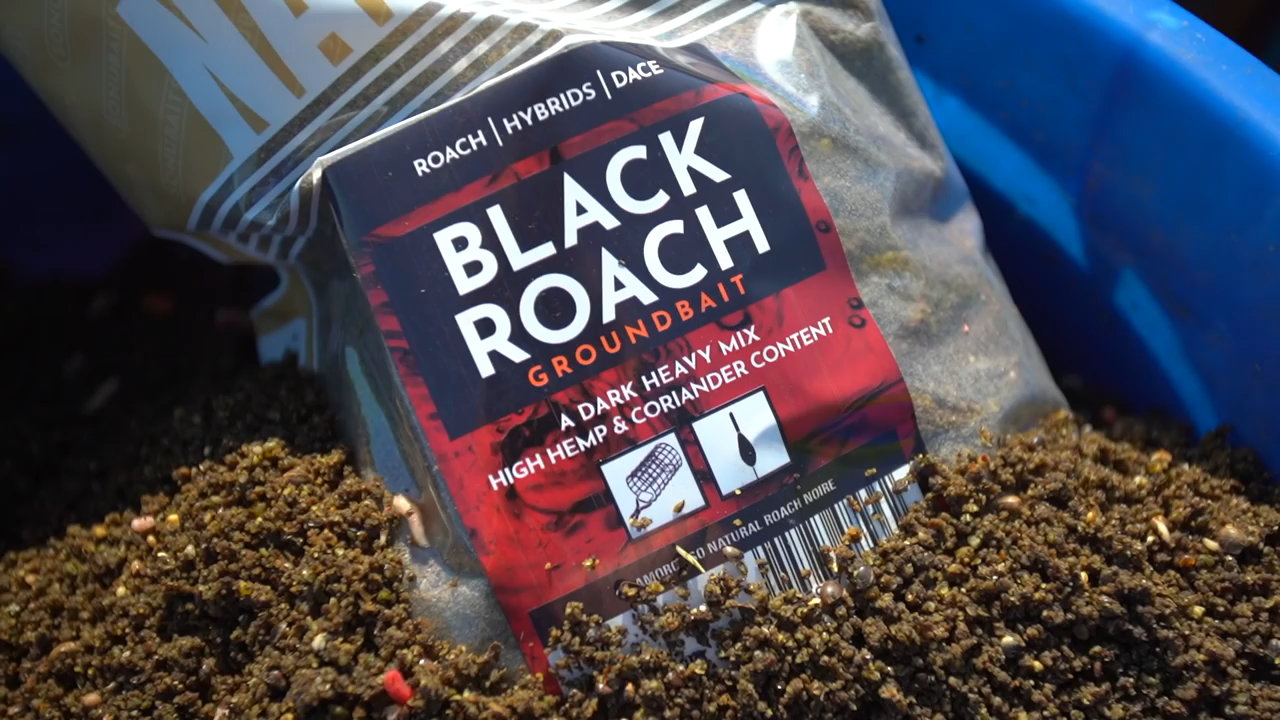 ROACH | HYBRIDS | DACE
BLACK
ROACH
GROUNDBAIT
A DARK HEAVY MIX
HIGH HEMP & CORIANDER CONTENT
NATURAL ROACH NOIRE